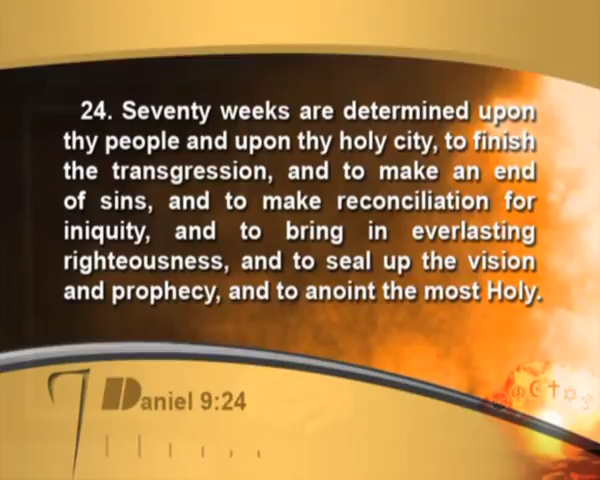 24. Seventy weeks are determined upon
thy people and upon thy holy city, to finish
the transgression, and to make an end
of sins, and to make reconciliation for
iniquity, and to bring in everlasting
righteousness, and to seal up the vision
and prophecy, and to anoint the most Holy.
Daniel 9:24